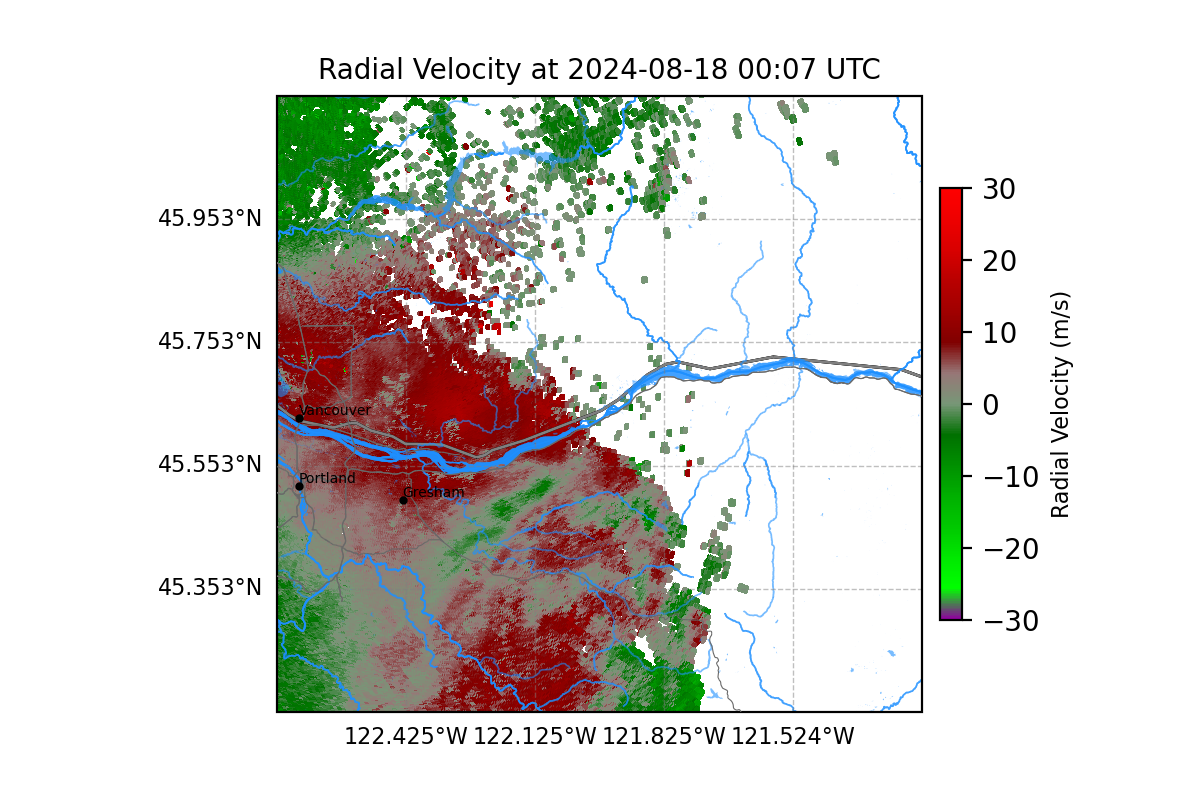 Radial Velocity at 2024-08-18 00:07 UTC
45.953°N
45.753°N
45.553°N
45.353°N
122.425°W
122.125°W
121.825°W
121.524°W
Vancouver
Portland
Gresham
30
20
10
0
−10
−20
−30
Radial Velocity (m/s)